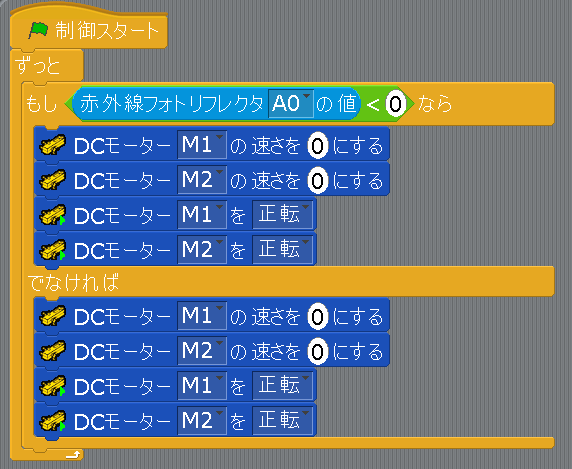 制御スタート
ずっと
もし 赤外線フォトリフレクタ A0 の値 < 0 なら
DCモーター M1 の速さを 0 にする
DCモーター M2 の速さを 0 にする
DCモーター M1 を 正転
DCモーター M2 を 正転
でなければ
DCモーター M1 の速さを 0 にする
DCモーター M2 の速さを 0 にする
DCモーター M1 を 正転
DCモーター M2 を 正転